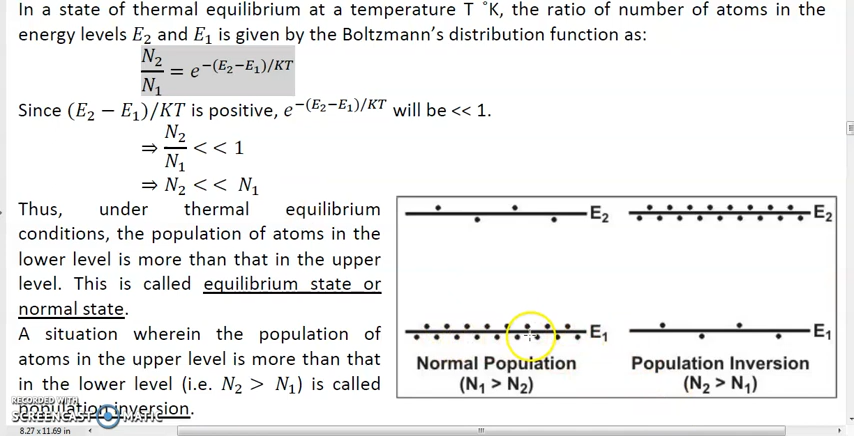 In a state of thermal equilibrium at a temperature T °K, the ratio of number of atoms in the
energy levels E₂ and E₁ is given by the Boltzmann's distribution function as:
N₂/N₁ = e^−(E₂−E₁)/KT
Since (E₂ − E₁)/KT is positive, e^−(E₂−E₁)/KT will be << 1.
⇒ N₂/N₁ << 1
⇒ N₂ << N₁
Thus, under thermal equilibrium
conditions, the population of atoms in the
lower level is more than that in the upper
level. This is called equilibrium state or
normal state.
A situation wherein the population of
atoms in the upper level is more than that
in the lower level (i.e. N₂ > N₁) is called
population inversion.
E₂
E₂
E₁
E₁
Normal Population
(N₁ > N₂)
Population Inversion
(N₂ > N₁)
RECORDED WITH
SCREENCAST MATIC
8.27 x 11.69 in